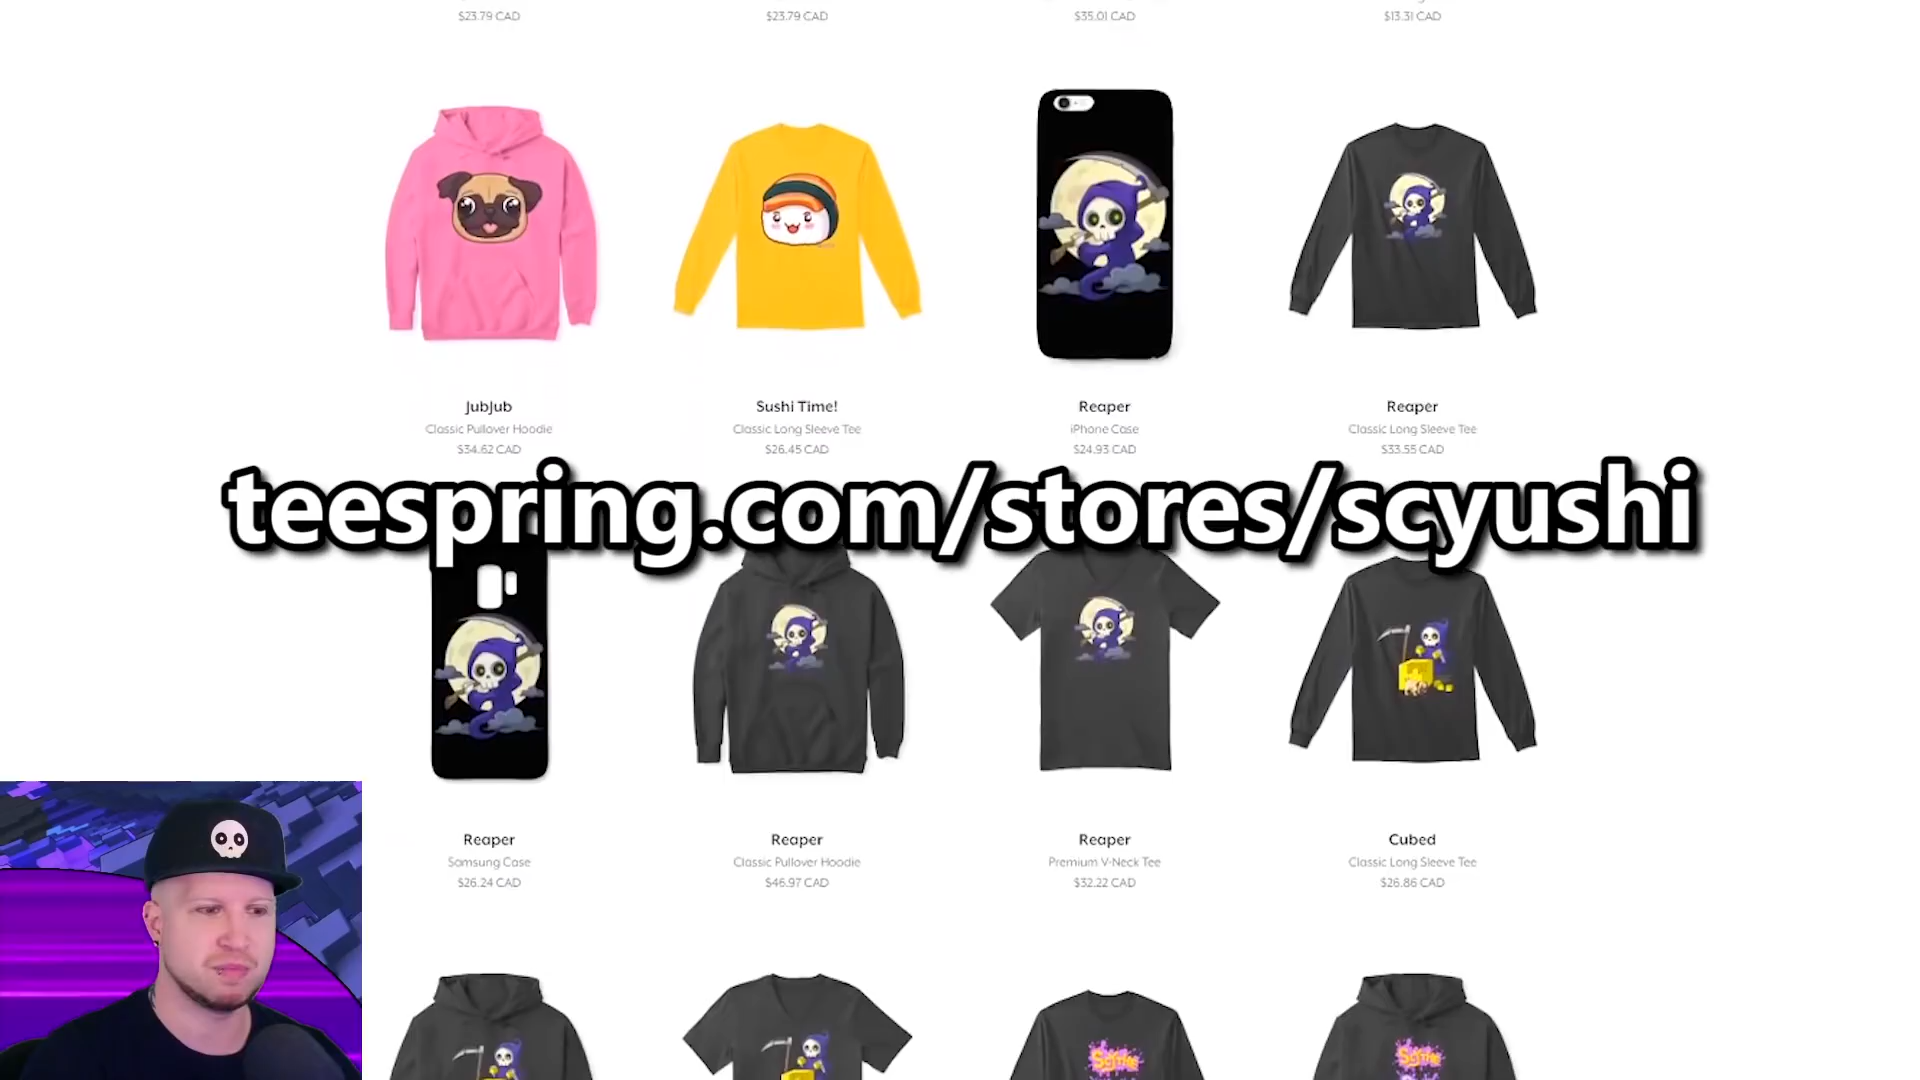 $23.79 CAD
$23.79 CAD
$35.01 CAD
$13.31 CAD
JubJub
Classic Pullover Hoodie
$34.62 CAD
Sushi Time!
Classic Long Sleeve Tee
$26.45 CAD
Reaper
iPhone Case
$24.93 CAD
Reaper
Classic Long Sleeve Tee
$33.55 CAD
teespring.com/stores/scyushi
Reaper
Samsung Case
$26.24 CAD
Reaper
Classic Pullover Hoodie
$46.97 CAD
Reaper
Premium V-Neck Tee
$32.22 CAD
Cubed
Classic Long Sleeve Tee
$26.86 CAD